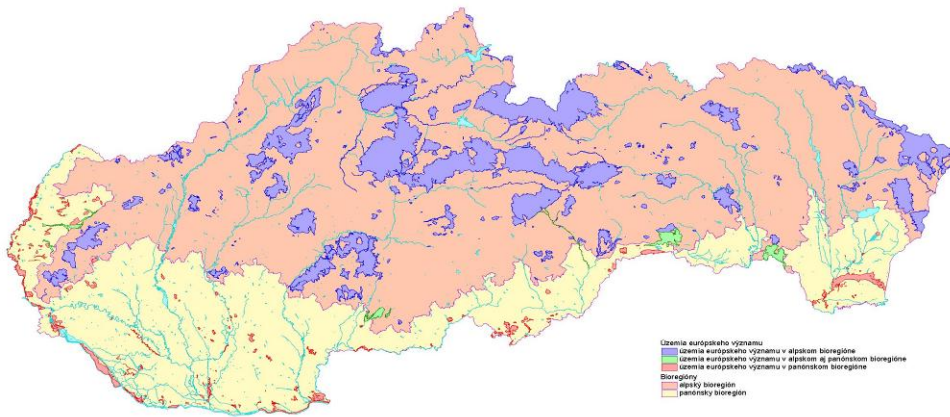 Územia európskeho významu
územia európskeho významu v alpskom bioregióne
územia európskeho významu v alpskom aj panónskom bioregióne
územia európskeho významu v panónskom bioregióne
Bioregióny
alpský bioregión
panónsky bioregión